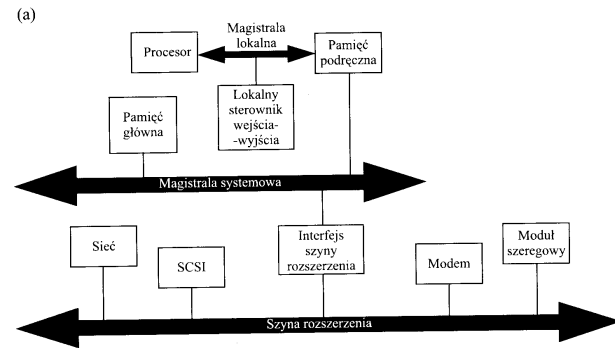 (a)
Procesor
Magistrala
lokalna
Pamięć
podręczna
Pamięć
główna
Lokalny
sterownik
wejścia-
-wyjścia
Magistrala systemowa
Sieć
SCSI
Interfejs
szyny
rozszerzenia
Modem
Moduł
szeregowy
Szyna rozszerzenia